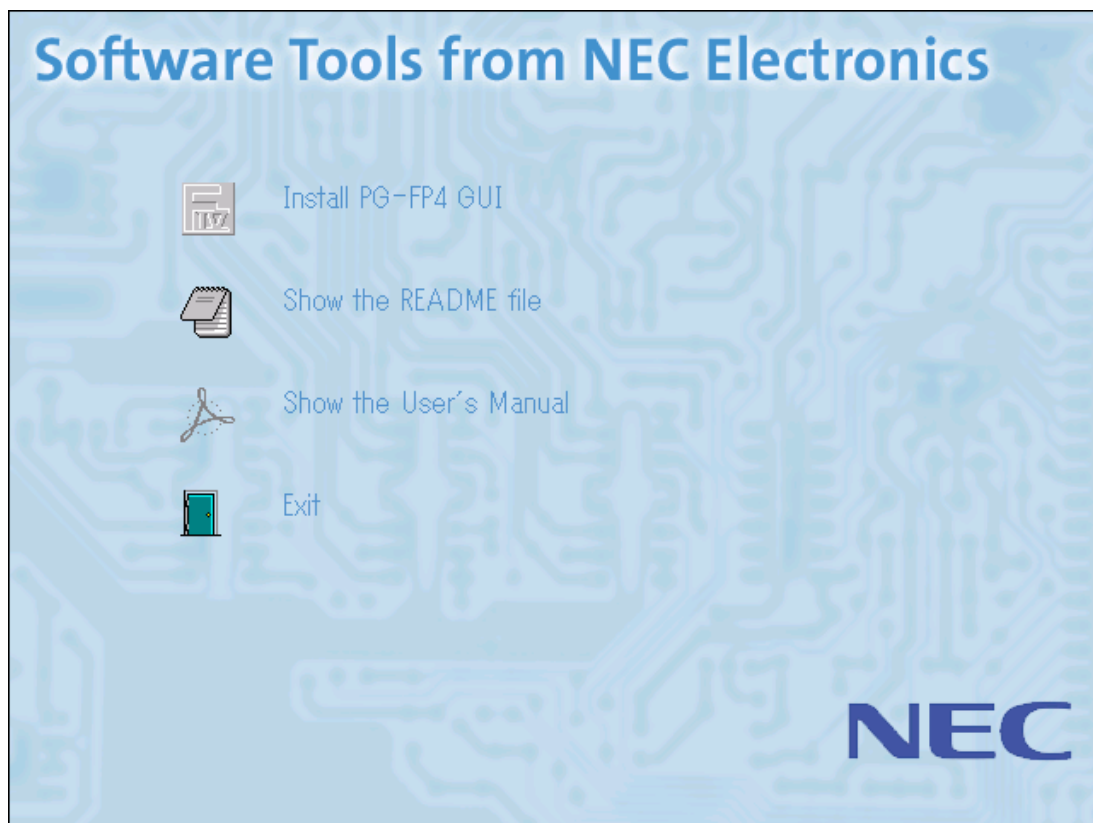 Software Tools from NEC Electronics
Install PG-FP4 GUI
Show the README file
Show the User's Manual
Exit
NEC